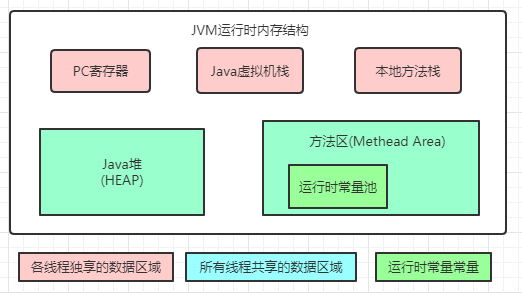 JVM运行时内存结构
PC寄存器
Java虚拟机栈
本地方法栈
Java堆
(HEAP)
方法区(Methead Area)
运行时常量池
各线程独享的数据区域
所有线程共享的数据区域
运行时常量常量